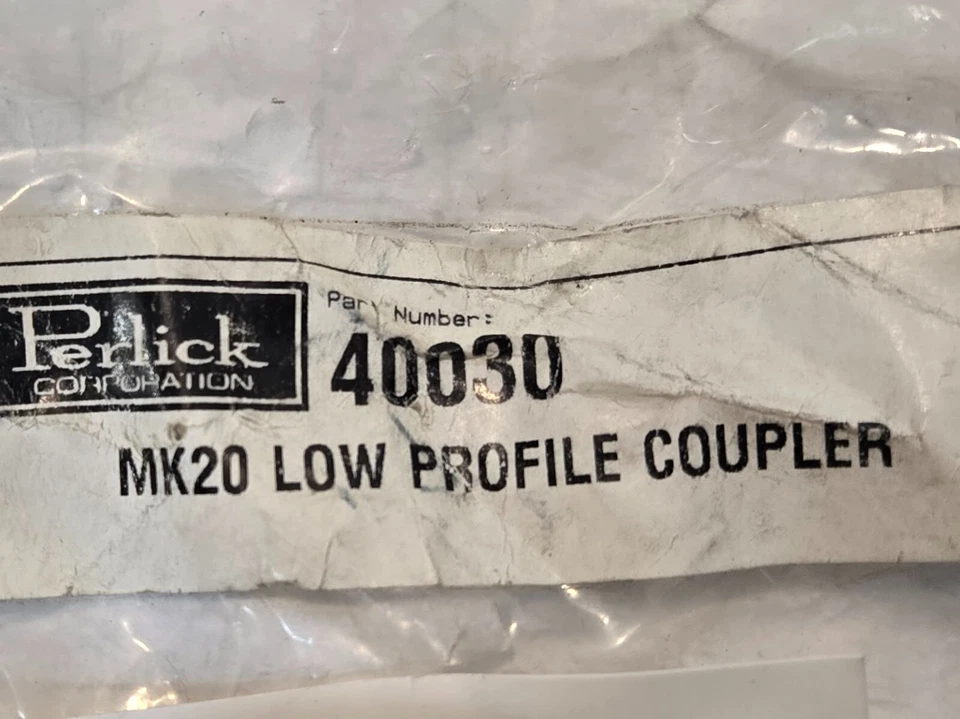 Perlick
CORPORATION
Part Number:
40030
MK20 LOW PROFILE COUPLER